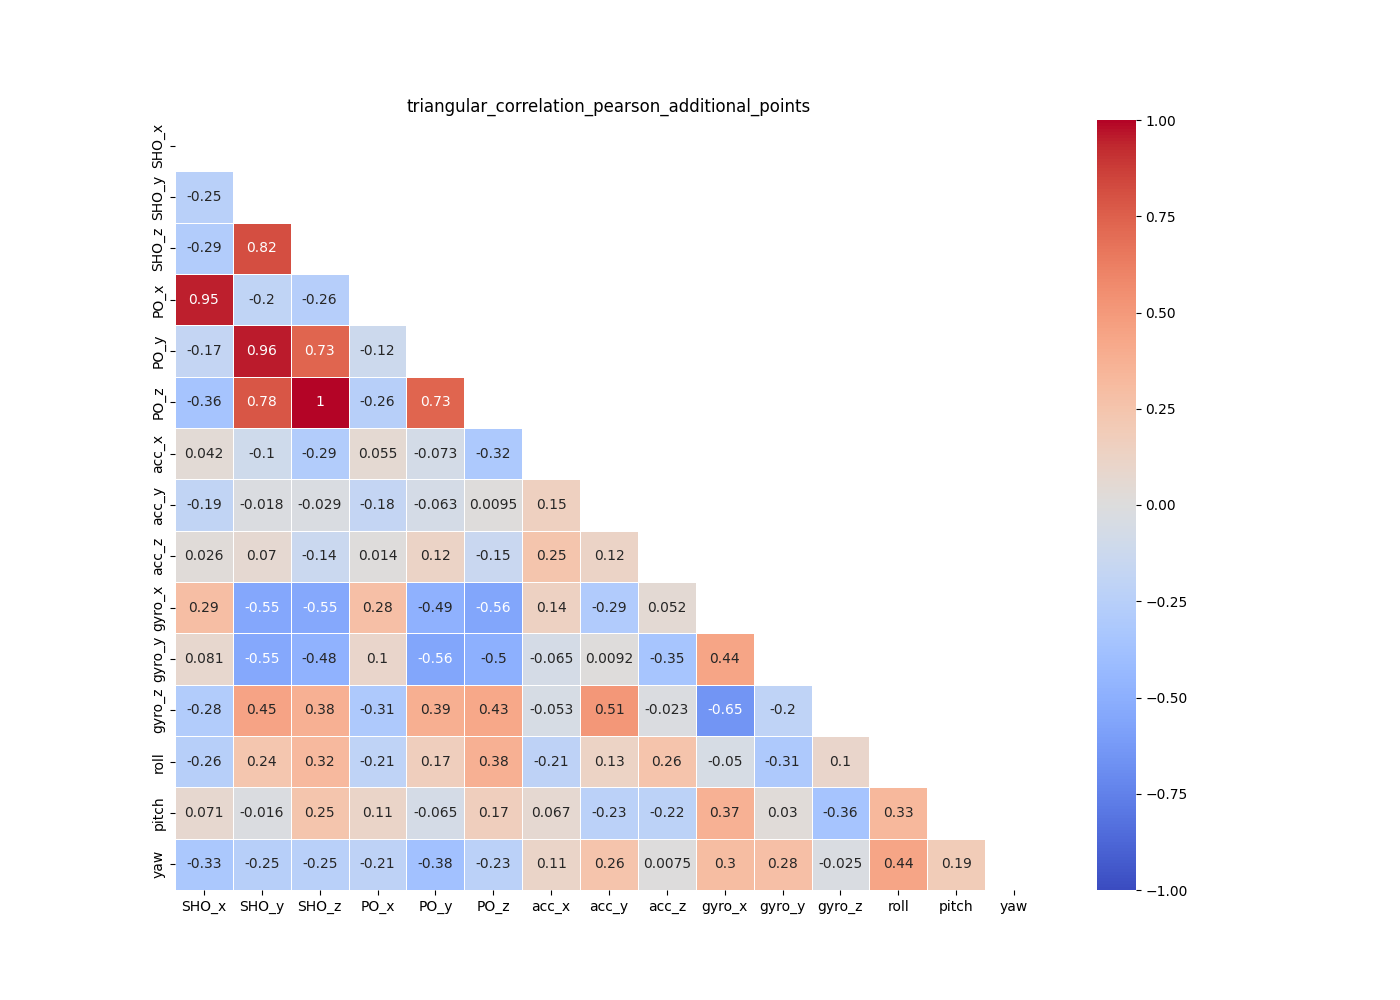 triangular_correlation_pearson_additional_points
SHO_x
SHO_y -0.25
SHO_z -0.29 0.82
PO_x 0.95 -0.2 -0.26
PO_y -0.17 0.96 0.73 -0.12
PO_z -0.36 0.78 1 -0.26 0.73
acc_x 0.042 -0.1 -0.29 0.055 -0.073 -0.32
acc_y -0.19 -0.018 -0.029 -0.18 -0.063 0.0095 0.15
acc_z 0.026 0.07 -0.14 0.014 0.12 -0.15 0.25 0.12
gyro_x 0.29 -0.55 -0.55 0.28 -0.49 -0.56 0.14 -0.29 0.052
gyro_y 0.081 -0.55 -0.48 0.1 -0.56 -0.5 -0.065 0.0092 -0.35 0.44
gyro_z -0.28 0.45 0.38 -0.31 0.39 0.43 -0.053 0.51 -0.023 -0.65 -0.2
roll -0.26 0.24 0.32 -0.21 0.17 0.38 -0.21 0.13 0.26 -0.05 -0.31 0.1
pitch 0.071 -0.016 0.25 0.11 -0.065 0.17 0.067 -0.23 -0.22 0.37 0.03 -0.36 0.33
yaw -0.33 -0.25 -0.25 -0.21 -0.38 -0.23 0.11 0.26 0.0075 0.3 0.28 -0.025 0.44 0.19
SHO_x SHO_y SHO_z PO_x PO_y PO_z acc_x acc_y acc_z gyro_x gyro_y gyro_z roll pitch yaw
1.00
0.75
0.50
0.25
0.00
−0.25
−0.50
−0.75
−1.00